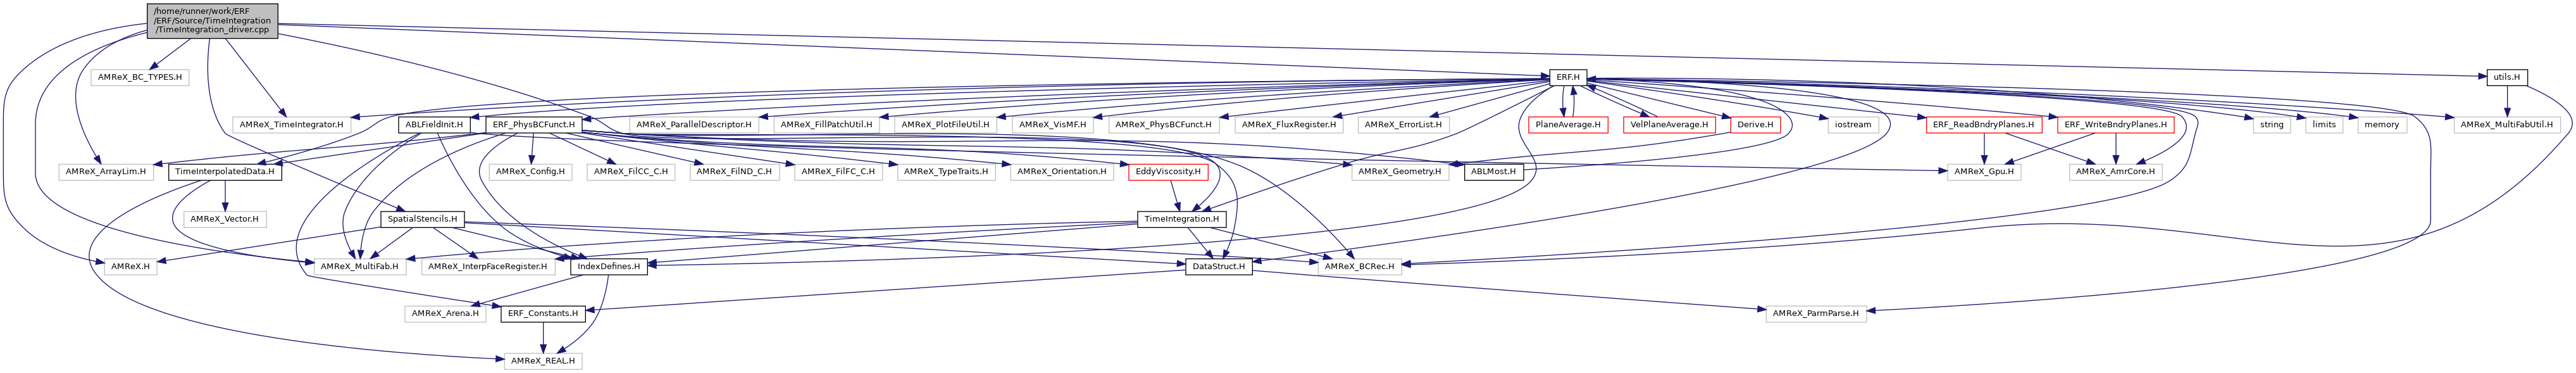 /home/runner/work/ERF
/ERF/Source/TimeIntegration
/TimeIntegration_driver.cpp
AMReX_BC_TYPES.H
ERF.H
utils.H
AMReX_TimeIntegrator.H
ABLFieldInit.H
ERF_PhysBCFunct.H
AMReX_ParallelDescriptor.H
AMReX_FillPatchUtil.H
AMReX_PlotFileUtil.H
AMReX_VisMF.H
AMReX_PhysBCFunct.H
AMReX_FluxRegister.H
AMReX_ErrorList.H
PlaneAverage.H
VelPlaneAverage.H
Derive.H
iostream
ERF_ReadBndryPlanes.H
ERF_WriteBndryPlanes.H
string
limits
memory
AMReX_MultiFabUtil.H
AMReX_ArrayLim.H
TimeInterpolatedData.H
AMReX_Config.H
AMReX_FilCC_C.H
AMReX_FilND_C.H
AMReX_FilFC_C.H
AMReX_TypeTraits.H
AMReX_Orientation.H
EddyViscosity.H
AMReX_Geometry.H
ABLMost.H
AMReX_Gpu.H
AMReX_AmrCore.H
AMReX_Vector.H
SpatialStencils.H
TimeIntegration.H
AMReX.H
AMReX_MultiFab.H
AMReX_InterpFaceRegister.H
IndexDefines.H
DataStruct.H
AMReX_BCRec.H
AMReX_Arena.H
ERF_Constants.H
AMReX_ParmParse.H
AMReX_REAL.H